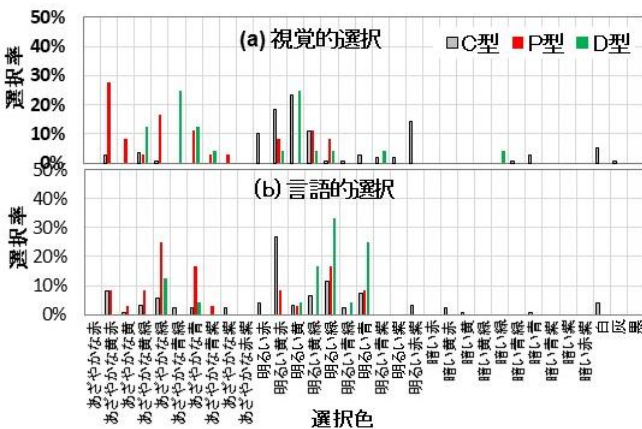 50%
40%
30%
20%
10%
0%
選択率
(a) 視覚的選択
C型 P型 D型
50%
40%
30%
20%
10%
0%
選択率
(b) 言語的選択
あざやかな赤
あざやかな黄赤
あざやかな黄
あざやかな黄緑
あざやかな緑
あざやかな青緑
あざやかな青
あざやかな青紫
あざやかな紫
あざやかな赤紫
明るい赤
明るい黄赤
明るい黄
明るい黄緑
明るい緑
明るい青緑
明るい青
明るい青紫
明るい紫
明るい赤紫
暗い赤
暗い黄赤
暗い黄
暗い黄緑
暗い緑
暗い青緑
暗い青
暗い青紫
暗い紫
暗い赤紫
白
灰
黒
選択色